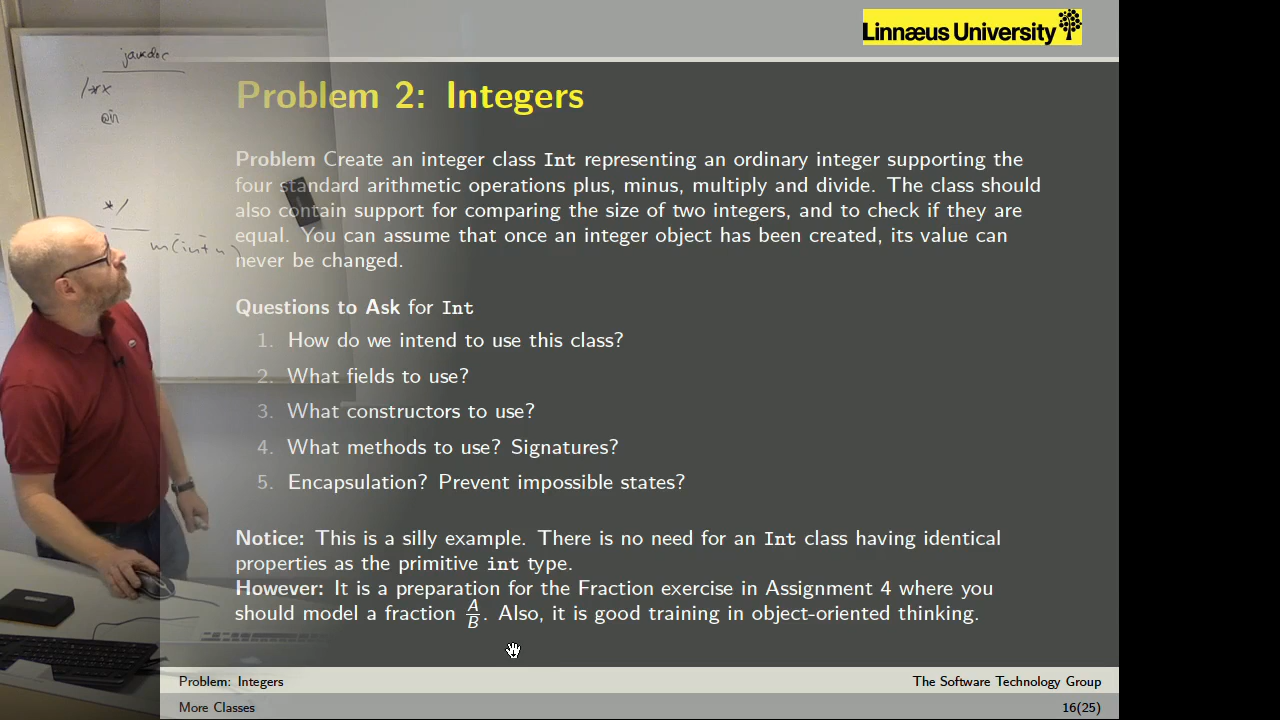 Linnæus University
javadoc
/**
*/
m(int n)
Problem 2: Integers
Problem Create an integer class Int representing an ordinary integer supporting the
four standard arithmetic operations plus, minus, multiply and divide. The class should
also contain support for comparing the size of two integers, and to check if they are
equal. You can assume that once an integer object has been created, its value can
never be changed.
Questions to Ask for Int
1. How do we intend to use this class?
2. What fields to use?
3. What constructors to use?
4. What methods to use? Signatures?
5. Encapsulation? Prevent impossible states?
Notice: This is a silly example. There is no need for an Int class having identical
properties as the primitive int type.
However: It is a preparation for the Fraction exercise in Assignment 4 where you
should model a fraction A/B. Also, it is good training in object-oriented thinking.
Problem: Integers
The Software Technology Group
More Classes
16(25)